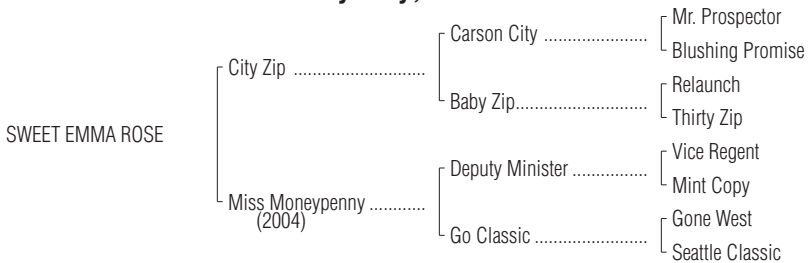 Mr. Prospector
Carson City ........................
Blushing Promise
City Zip ............................
Relaunch
Baby Zip.............................
Thirty Zip
SWEET EMMA ROSE
Vice Regent
Deputy Minister ................
Mint Copy
Miss Moneypenny ............
(2004)
Gone West
Go Classic ........................
Seattle Classic